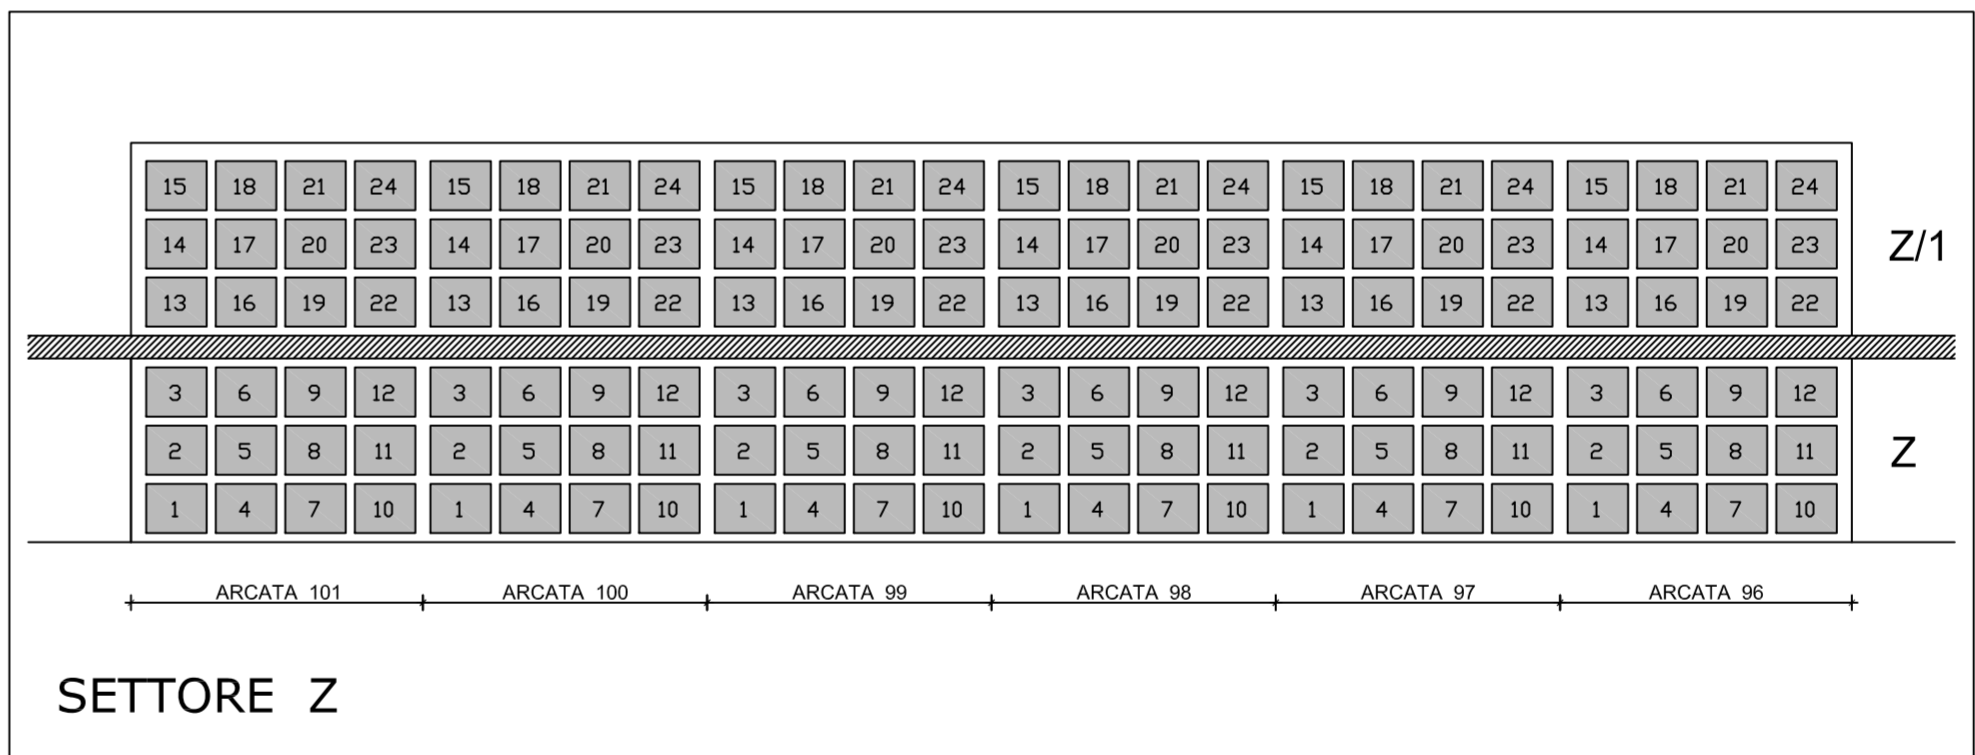 15 18 21 24 15 18 21 24 15 18 21 24 15 18 21 24 15 18 21 24 15 18 21 24
14 17 20 23 14 17 20 23 14 17 20 23 14 17 20 23 14 17 20 23 14 17 20 23 Z/1
13 16 19 22 13 16 19 22 13 16 19 22 13 16 19 22 13 16 19 22 13 16 19 22
3 6 9 12 3 6 9 12 3 6 9 12 3 6 9 12 3 6 9 12 3 6 9 12
2 5 8 11 2 5 8 11 2 5 8 11 2 5 8 11 2 5 8 11 2 5 8 11 Z
1 4 7 10 1 4 7 10 1 4 7 10 1 4 7 10 1 4 7 10 1 4 7 10
ARCATA 101 ARCATA 100 ARCATA 99 ARCATA 98 ARCATA 97 ARCATA 96
SETTORE Z